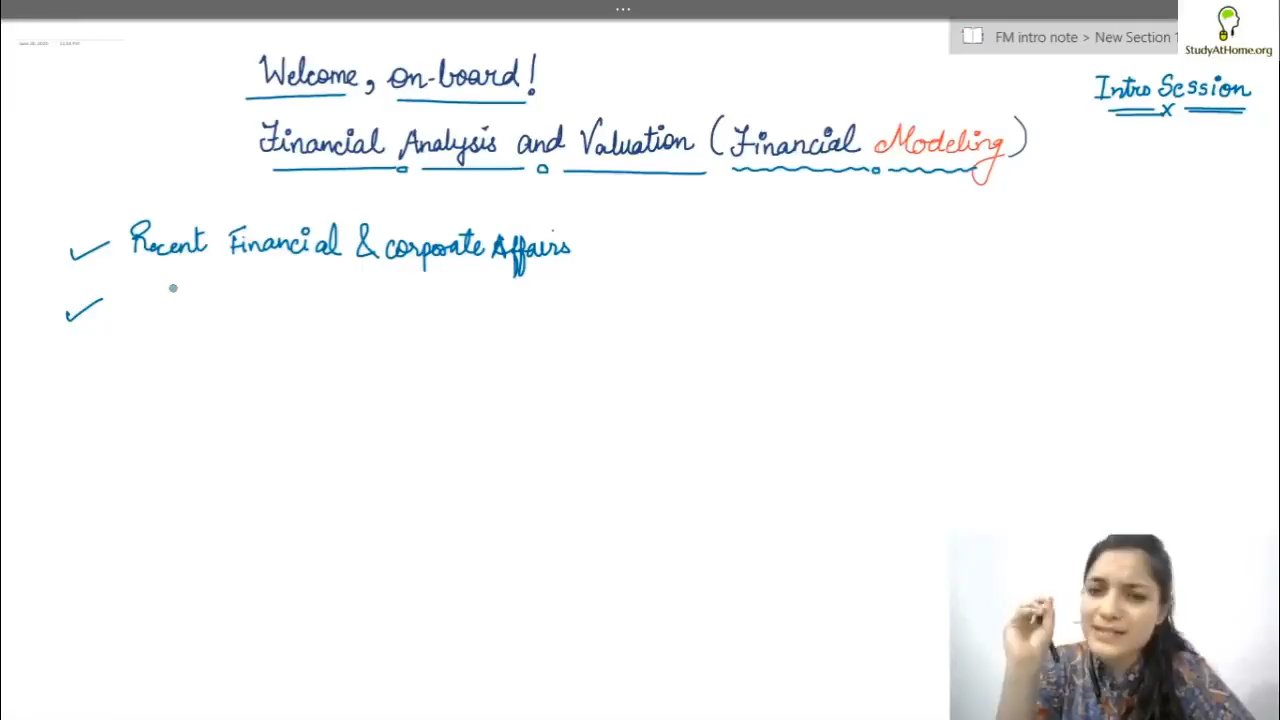 FM intro note > New Section 1
StudyAtHome.org
Welcome, on-board!
Intro Session
Financial Analysis and Valuation (Financial Modeling)
Recent Financial & corporate Affairs